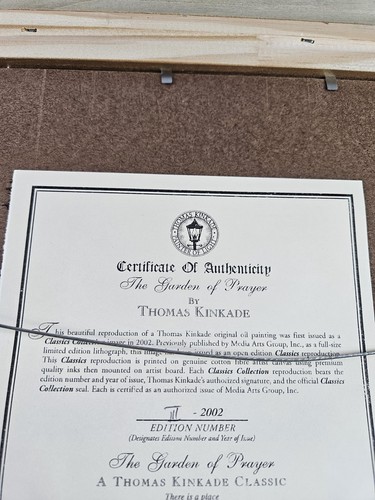 THOMAS KINKADE
PAINTER OF LIGHT
Certificate Of Authenticity
The Garden of Prayer
BY
THOMAS KINKADE
This beautiful reproduction of a Thomas Kinkade original oil painting was first issued as a
Classics Collection image in 2002. Previously published by Media Arts Group, Inc., as a full-size
limited edition lithograph, this image issued as an open edition Classics reproduction.
This Classics reproduction is printed on genuine cotton fibre artist canvas using premium
quality inks then mounted on artist board. Each Classics Collection reproduction bears the
edition number and year of issue, Thomas Kinkade's authorized signature, and the official Classics
Collection seal. Each is certified as an authorized issue of Media Arts Group, Inc.
III - 2002
EDITION NUMBER
(Designates Edition Number and Year of Issue)
The Garden of Prayer
A THOMAS KINKADE CLASSIC
There is a place